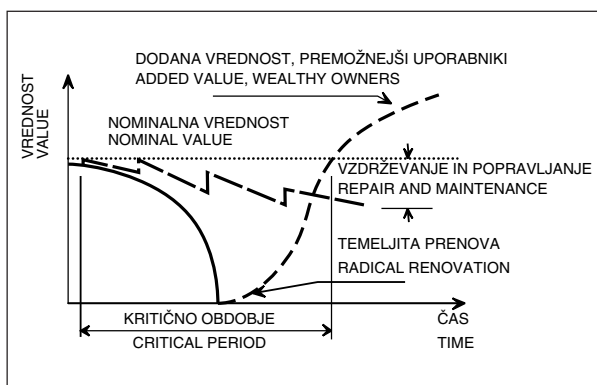 DODANA VREDNOST, PREMOŽNEJŠI UPORABNIKI
ADDED VALUE, WEALTHY OWNERS
VREDNOST
VALUE
NOMINALNA VREDNOST
NOMINAL VALUE
VZDRŽEVANJE IN POPRAVLJANJE
REPAIR AND MAINTENANCE
TEMELJITA PRENOVA
RADICAL RENOVATION
KRITIČNO OBDOBJE
CRITICAL PERIOD
ČAS
TIME